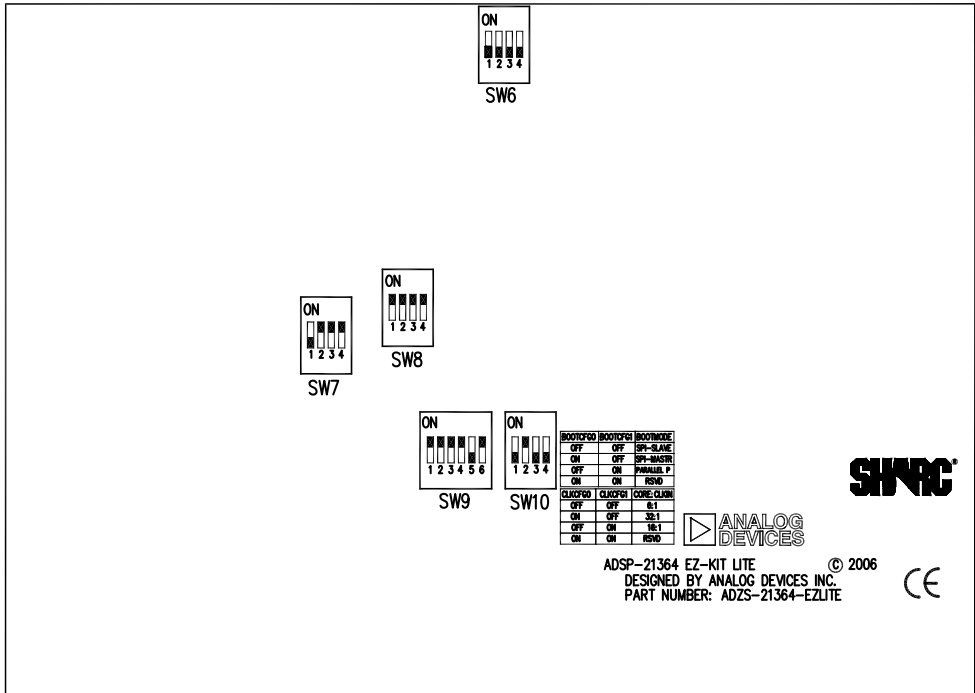 ON
1 2 3 4
SW6
ON
1 2 3 4
SW8
ON
1 2 3 4
SW7
ON
1 2 3 4 5 6
SW9
ON
1 2 3 4
SW10
BOOTCFG0 BOOTCFG1 BOOTMODE
OFF OFF SPI-SLAVE
ON OFF SPI-MASTR
OFF ON PARALLEL P
ON ON RSVD
CLKCFG0 CLKCFG1 CORE: CLKIN
OFF OFF 6:1
ON OFF 32:1
OFF ON 16:1
ON ON RSVD
SHARC®
ANALOG
DEVICES
ADSP-21364 EZ-KIT LITE © 2006
DESIGNED BY ANALOG DEVICES INC.
PART NUMBER: ADZS-21364-EZLITE
CE